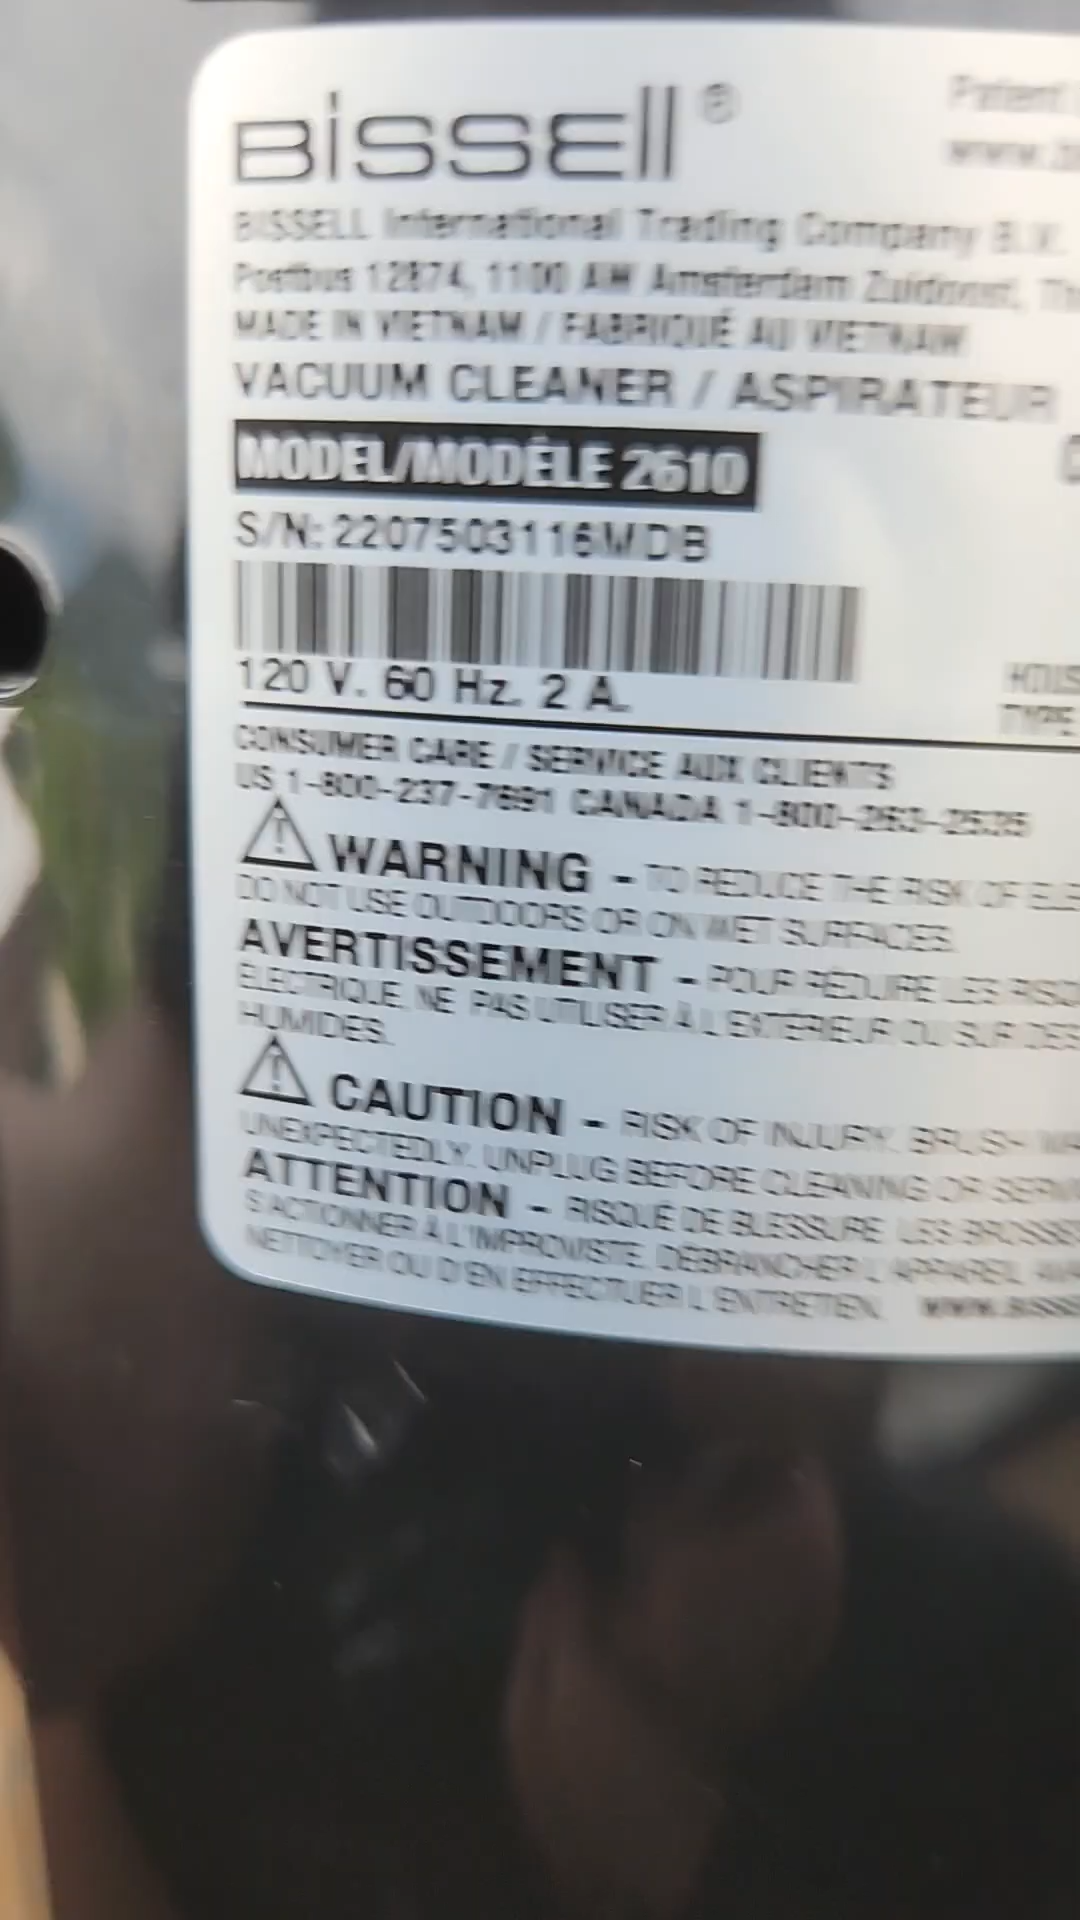 BISSELL®
Patent
BISSELL International Trading Company B.V.
Postbus 12874, 1100 AW Amsterdam Zuidoost,
MADE IN VIETNAM / FABRIQUÉ AU VIETNAM
VACUUM CLEANER / ASPIRATEUR
MODEL/MODÈLE 2610
S/N: 2207503116WDB
120 V. 60 Hz. 2 A.
TYPE
CONSUMER CARE / SERVICE AUX CLIENTS
US 1-800-237-7691 CANADA 1-800-263-2535
WARNING - TO REDUCE THE RISK OF
DO NOT USE OUTDOORS OR ON WET SURFACES.
AVERTISSEMENT - POUR RÉDUIRE LES
ÉLECTRIQUE, NE PAS UTILISER À L'EXTÉRIEUR OU SUR DES
HUMIDES.
CAUTION - RISK OF INJURY. BRUSH
UNEXPECTEDLY. UNPLUG BEFORE CLEANING OR
ATTENTION - RISQUE DE BLESSURE. LES
S'ACTIONNER À L'IMPROVISTE. DÉBRANCHER L'APPAREIL
NETTOYER OU D'EN EFFECTUER L'ENTRETIEN.